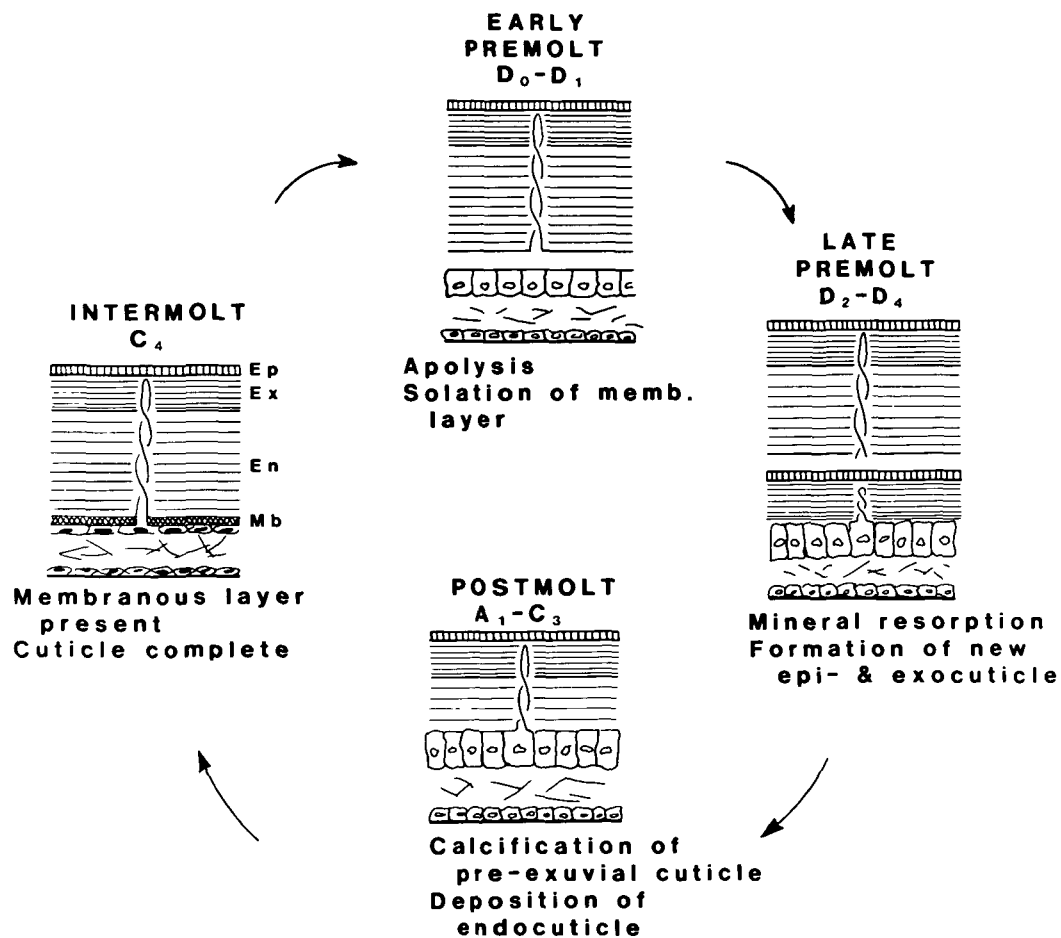 EARLY
PREMOLT
D₀-D₁
Apolysis
Solation of memb.
layer
LATE
PREMOLT
D₂-D₄
Mineral resorption
Formation of new
epi- & exocuticle
INTERMOLT
C₄
Ep
Ex
En
Mb
Membranous layer
present
Cuticle complete
POSTMOLT
A₁-C₃
Calcification of
pre-exuvial cuticle
Deposition of
endocuticle